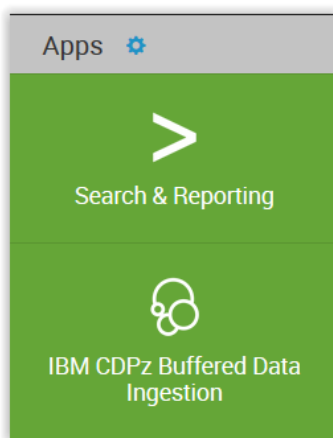 Apps
>
Search & Reporting
IBM CDPz Buffered Data
Ingestion